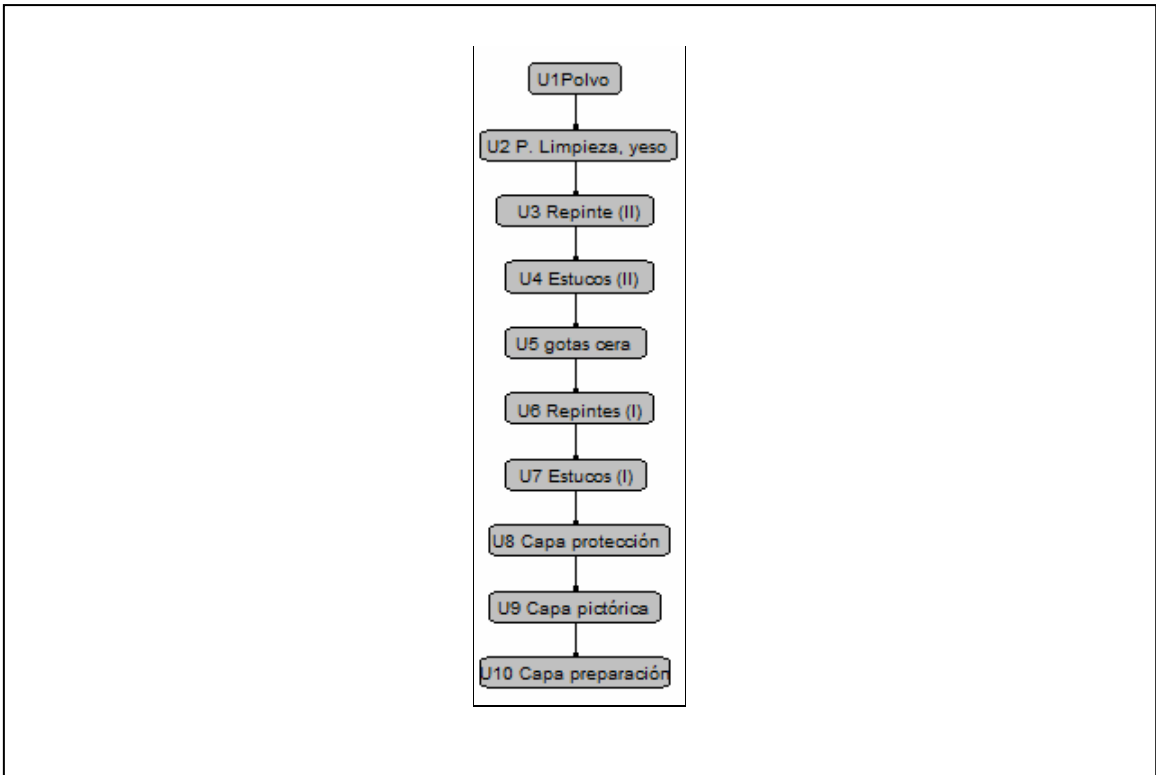 U1Polvo
U2 P. Limpieza, yeso
U3 Repinte (II)
U4 Estucos (II)
U5 gotas cera
U6 Repintes (I)
U7 Estucos (I)
U8 Capa protección
U9 Capa pictórica
U10 Capa preparación